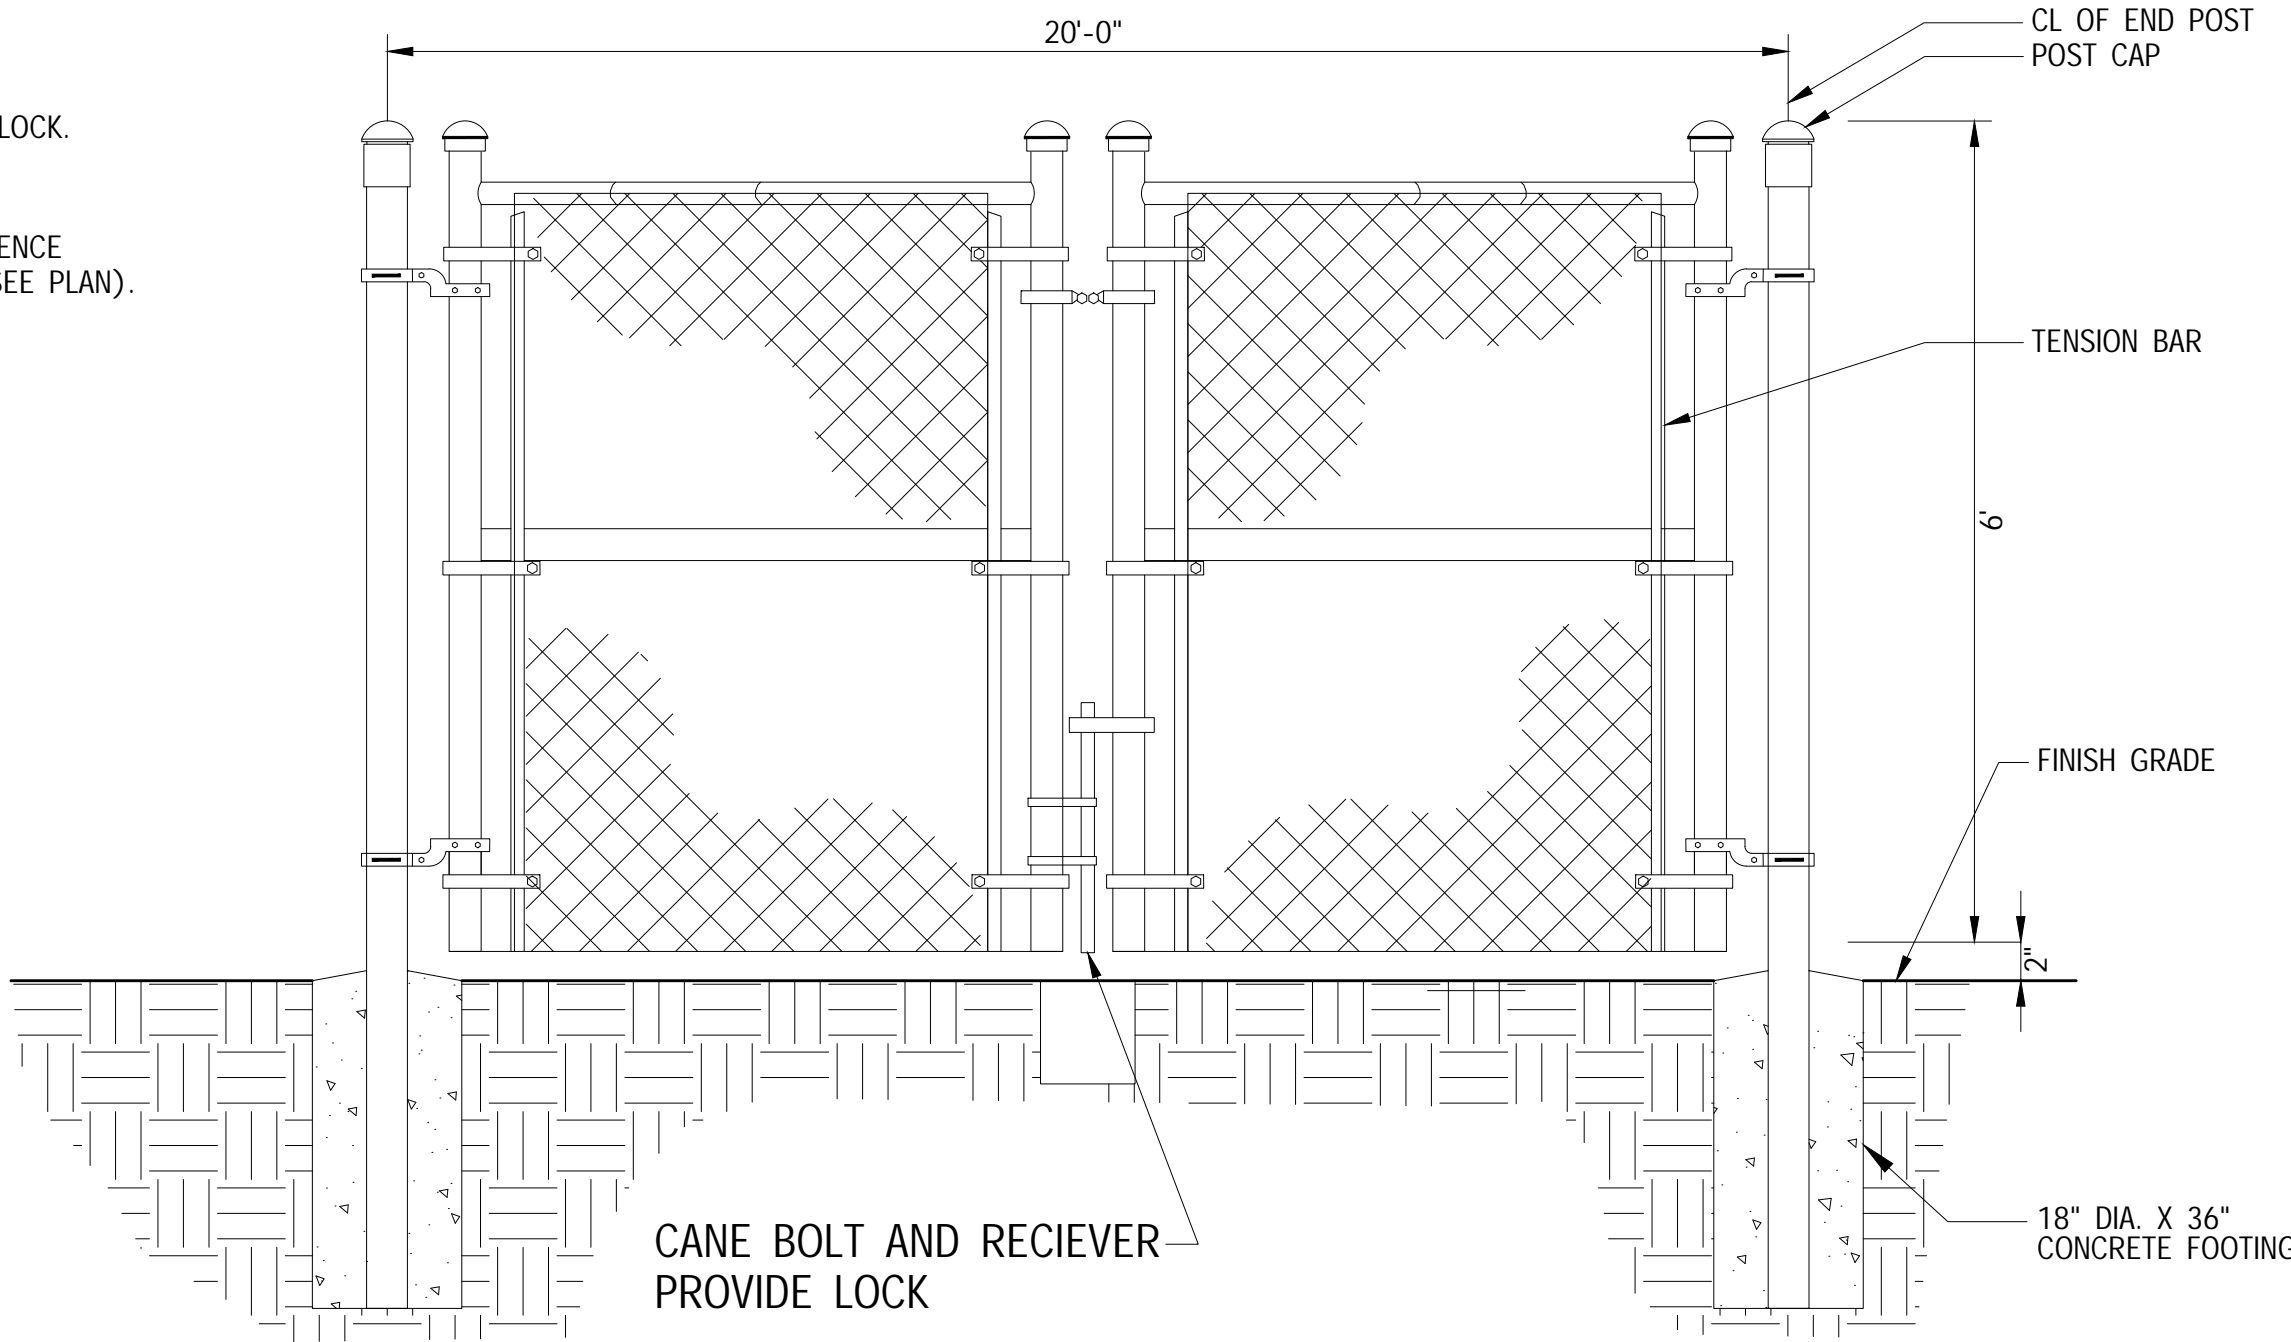 20'-0"
CL OF END POST
POST CAP
LOCK.
ENCE
SEE PLAN).
TENSION BAR
6'
FINISH GRADE
2"
CANE BOLT AND RECIEVER
PROVIDE LOCK
18" DIA. X 36"
CONCRETE FOOTING